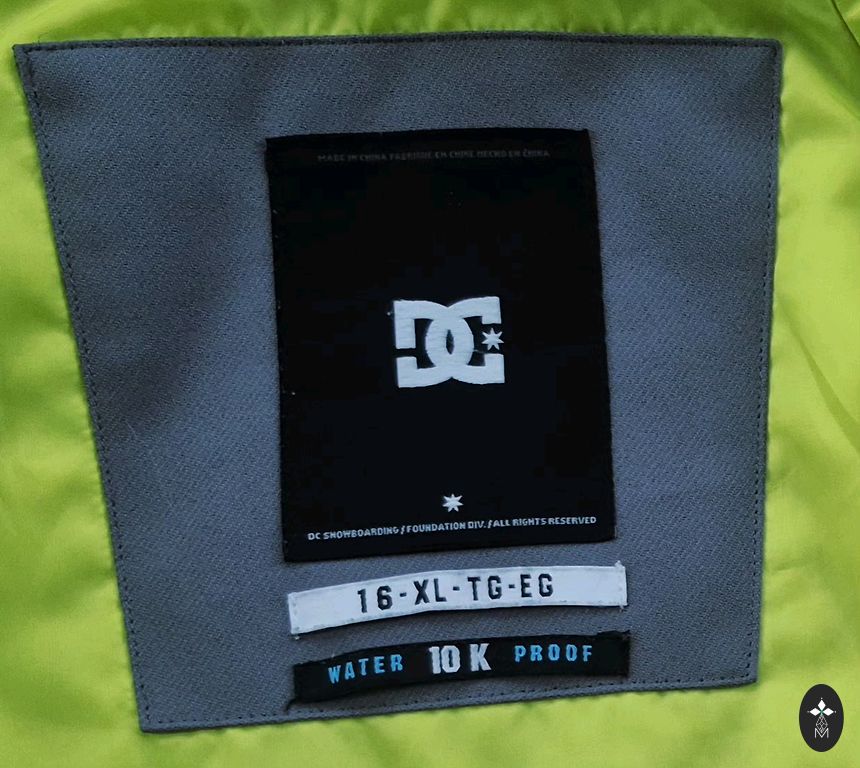 MADE IN CHINA FABRIQUE EN CHINE HECHO EN CHINA
DC
DC SNOWBOARDING / FOUNDATION DIV. / ALL RIGHTS RESERVED
16-XL-TG-EG
WATER 10K PROOF
M